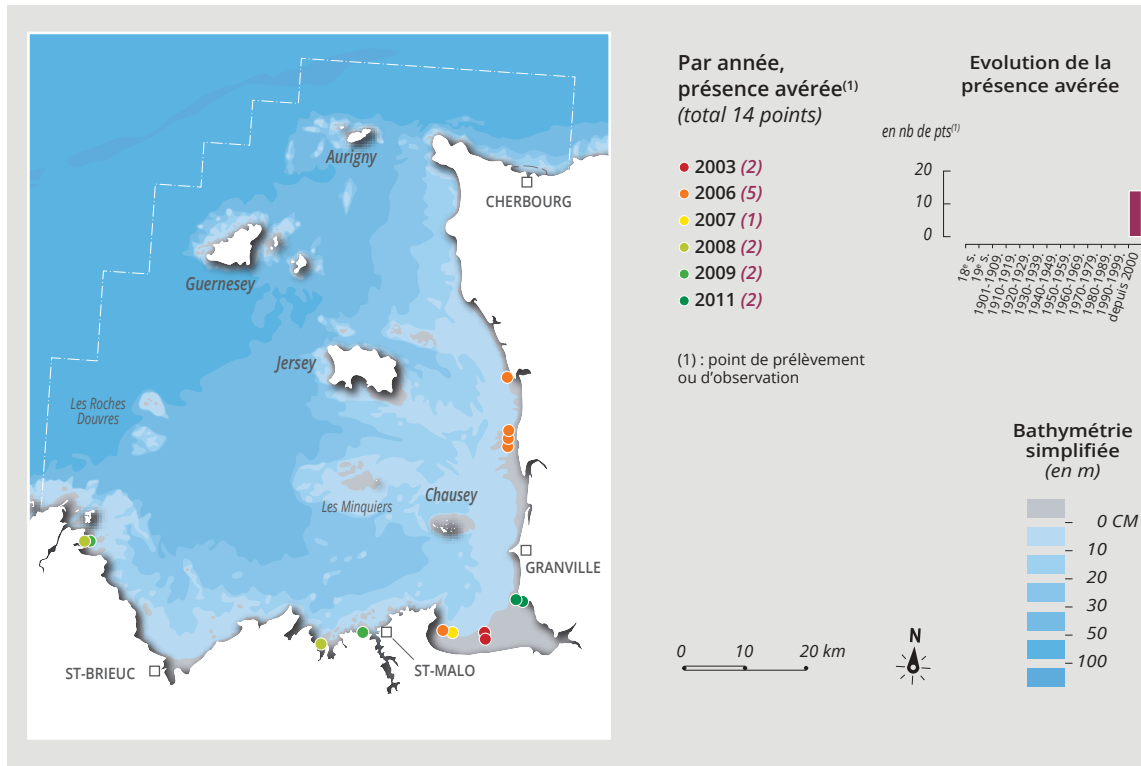 Aurigny
CHERBOURG
Guernesey
Jersey
Les Roches
Douvres
Les Minquiers
Chausey
GRANVILLE
ST-BRIEUC
ST-MALO
Par année,
présence avérée(1)
(total 14 points)
2003 (2)
2006 (5)
2007 (1)
2008 (2)
2009 (2)
2011 (2)
(1) : point de prélèvement
ou d'observation
Evolution de la
présence avérée
en nb de pts(1)
20
10
0
18e s.
19e s.
1901-1909.
1910-1919.
1920-1929.
1930-1939.
1940-1949.
1950-1959.
1960-1969.
1970-1979.
1980-1989.
1990-1999.
depuis 2000
Bathymétrie
simplifiée
(en m)
0 CM
10
20
30
50
100
0 10 20 km
N